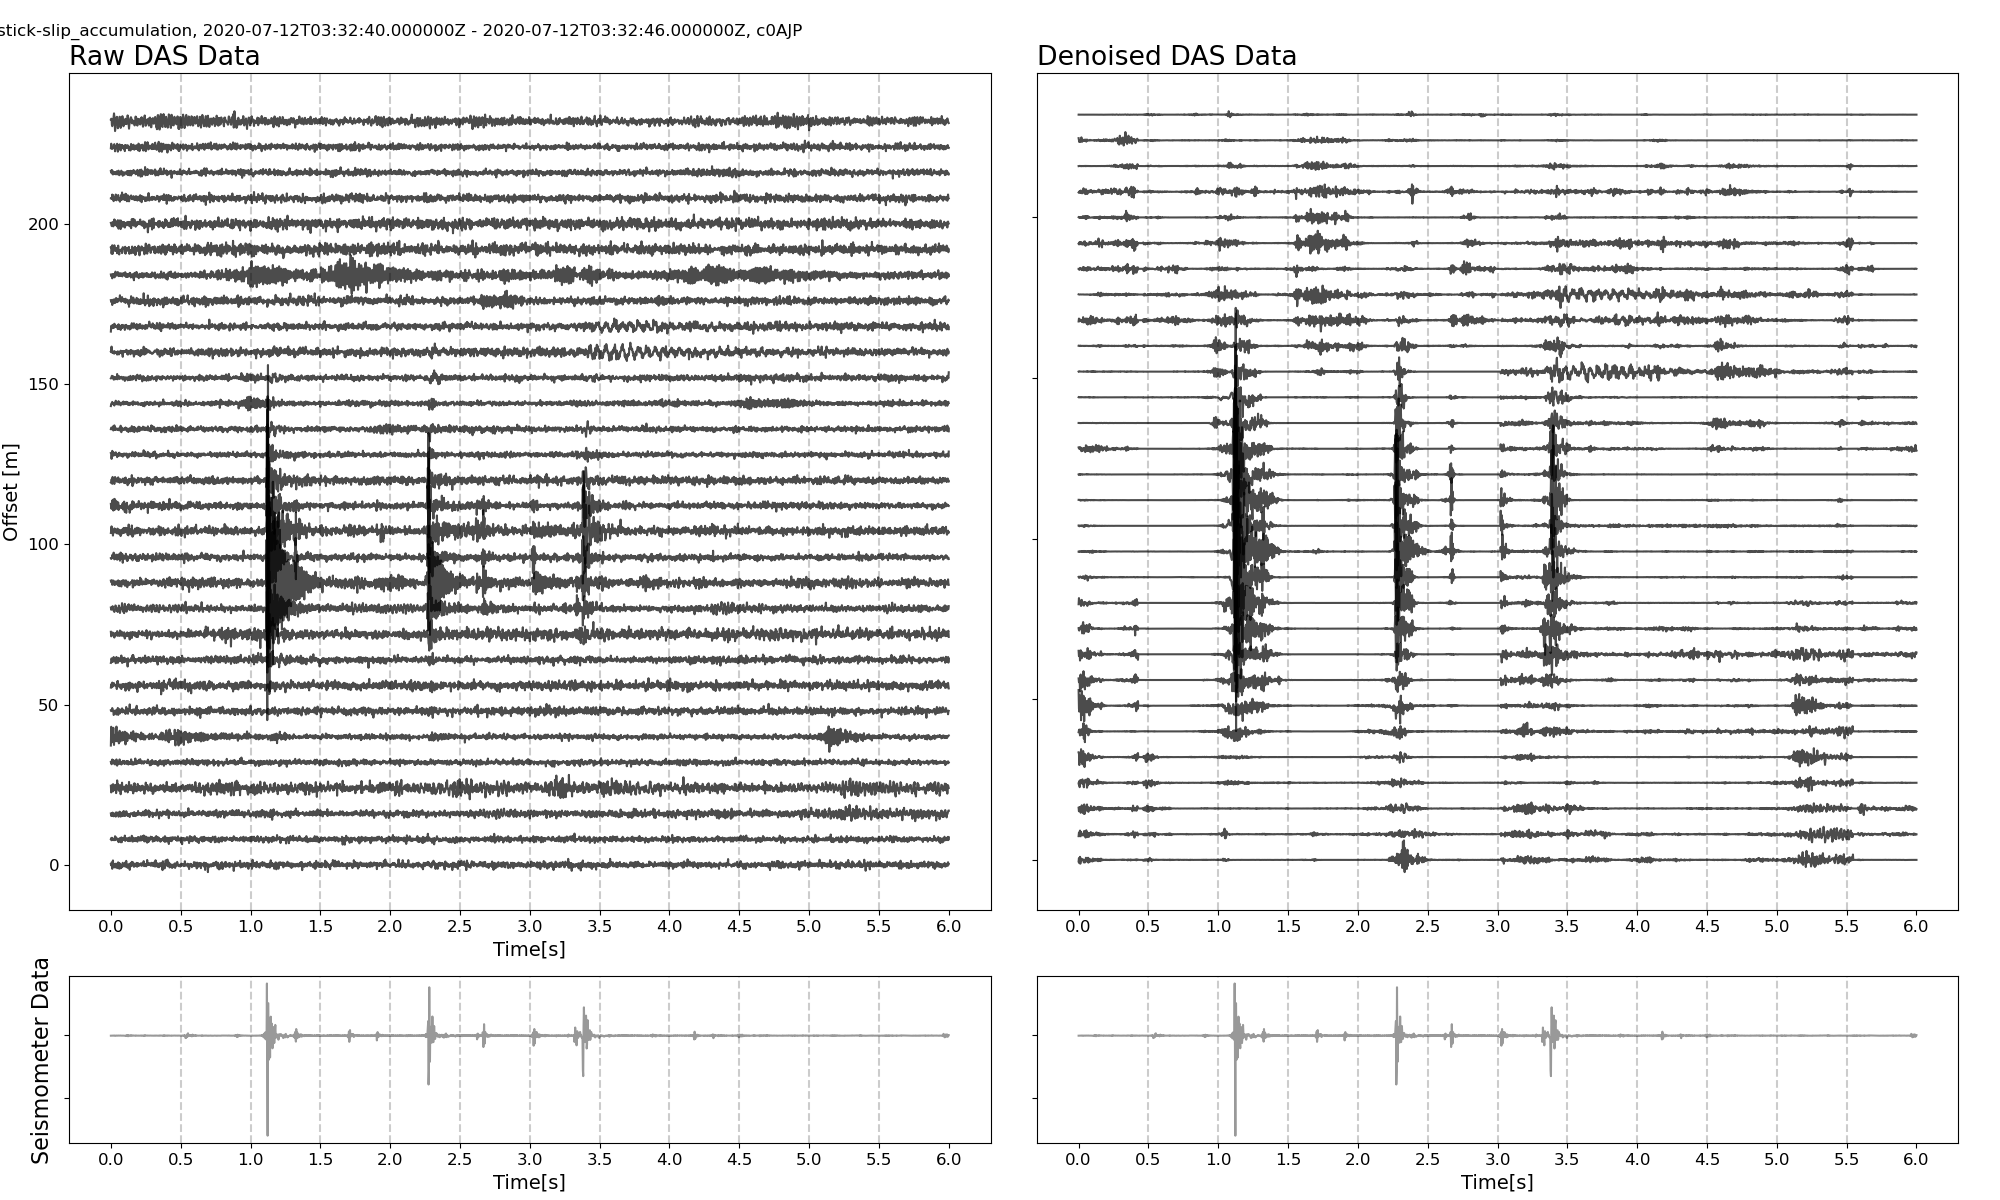 stick-slip_accumulation, 2020-07-12T03:32:40.000000Z - 2020-07-12T03:32:46.000000Z, c0AJP
Raw DAS Data
Denoised DAS Data
Offset [m]
200
150
100
50
0
0.0 0.5 1.0 1.5 2.0 2.5 3.0 3.5 4.0 4.5 5.0 5.5 6.0
Time[s]
0.0 0.5 1.0 1.5 2.0 2.5 3.0 3.5 4.0 4.5 5.0 5.5 6.0
Seismometer Data
0.0 0.5 1.0 1.5 2.0 2.5 3.0 3.5 4.0 4.5 5.0 5.5 6.0
Time[s]
0.0 0.5 1.0 1.5 2.0 2.5 3.0 3.5 4.0 4.5 5.0 5.5 6.0
Time[s]